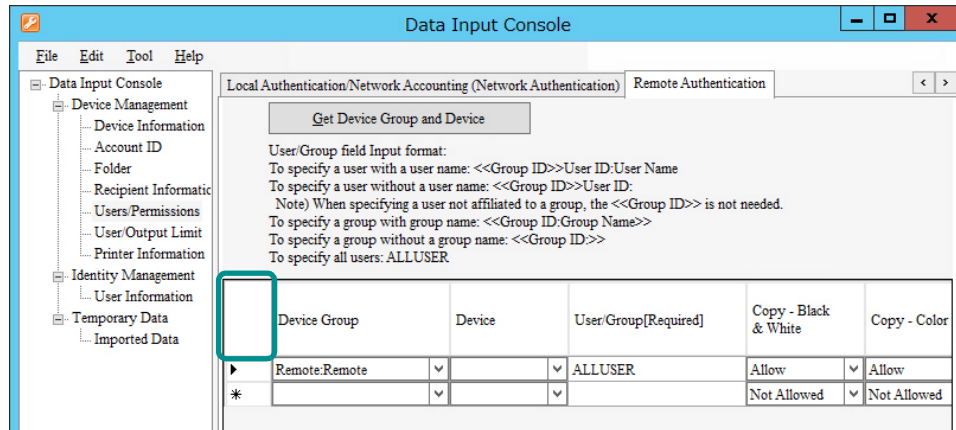 Data Input Console
File Edit Tool Help
Data Input Console
Device Management
Device Information
Account ID
Folder
Recipient Informatic
Users/Permissions
User/Output Limit
Printer Information
Identity Management
User Information
Temporary Data
Imported Data
Local Authentication/Network Accounting (Network Authentication) Remote Authentication
Get Device Group and Device
User/Group field Input format:
To specify a user with a user name: <<Group ID>>User ID:User Name
To specify a user without a user name: <<Group ID>>User ID:
Note) When specifying a user not affiliated to a group, the <<Group ID>> is not needed.
To specify a group with group name: <<Group ID:Group Name>>
To specify a group without a group name: <<Group ID:>>
To specify all users: ALLUSER
Device Group Device User/Group[Required] Copy - Black & White Copy - Color
Remote:Remote ALLUSER Allow Allow
Not Allowed Not Allowed